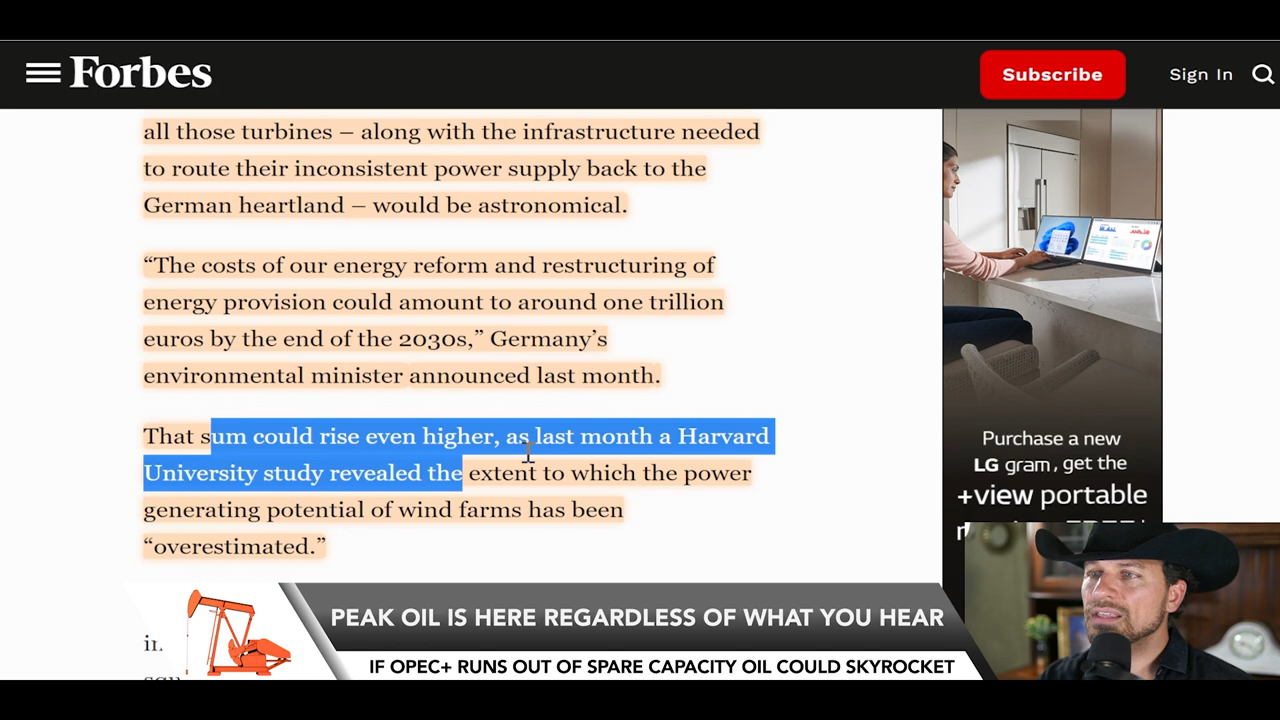 Forbes
Subscribe
Sign In
all those turbines – along with the infrastructure needed
to route their inconsistent power supply back to the
German heartland – would be astronomical.
“The costs of our energy reform and restructuring of
energy provision could amount to around one trillion
euros by the end of the 2030s,” Germany’s
environmental minister announced last month.
That sum could rise even higher, as last month a Harvard
University study revealed the extent to which the power
generating potential of wind farms has been
“overestimated.”
Purchase a new
LG gram, get the
+view portable
PEAK OIL IS HERE REGARDLESS OF WHAT YOU HEAR
IF OPEC+ RUNS OUT OF SPARE CAPACITY OIL COULD SKYROCKET